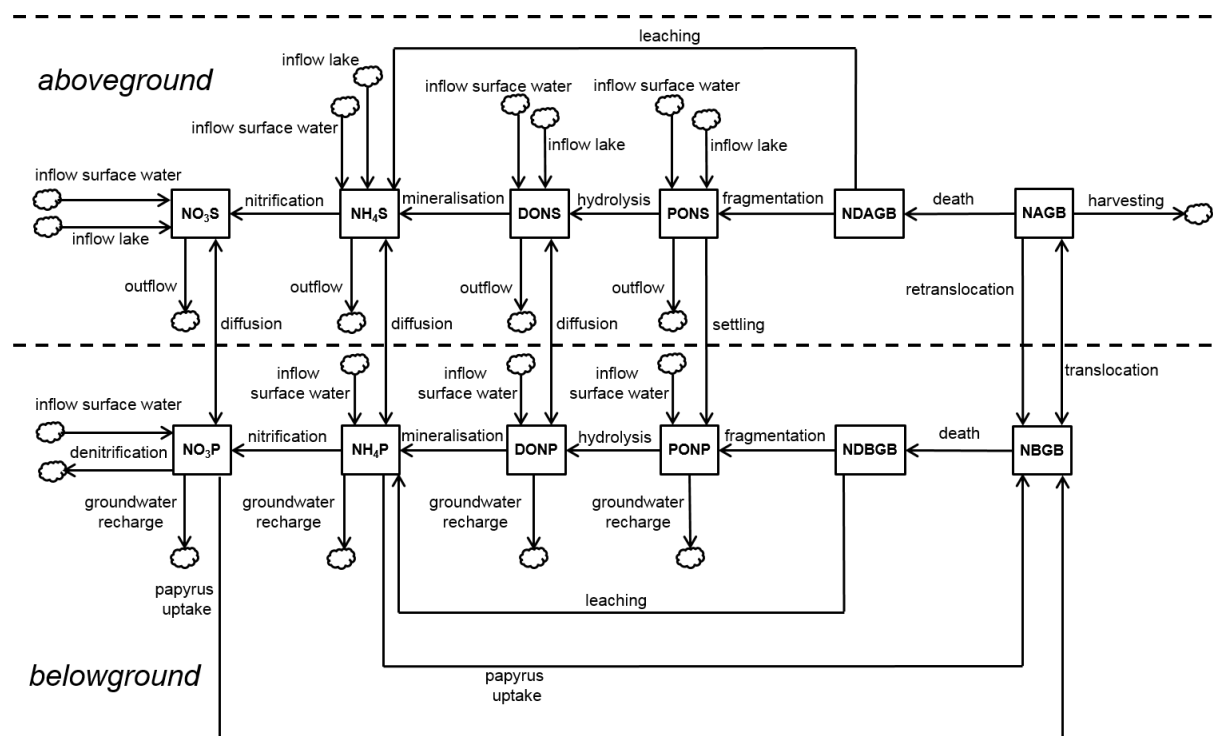 leaching
inflow lake
aboveground
inflow surface water
inflow surface water
inflow surface water
inflow lake
inflow lake
inflow surface water
nitrification
mineralisation
hydrolysis
fragmentation
death
harvesting
NO₃S
NH₄S
DONS
PONS
NDAGB
NAGB
inflow lake
outflow
outflow
outflow
outflow
retranslocation
diffusion
diffusion
diffusion
settling
inflow
surface water
inflow
surface water
inflow
surface water
translocation
inflow surface water
nitrification
mineralisation
hydrolysis
fragmentation
death
denitrification
NO₃P
NH₄P
DONP
PONP
NDBGB
NBGB
groundwater
recharge
groundwater
recharge
groundwater
recharge
groundwater
recharge
papyrus
uptake
leaching
belowground
papyrus
uptake